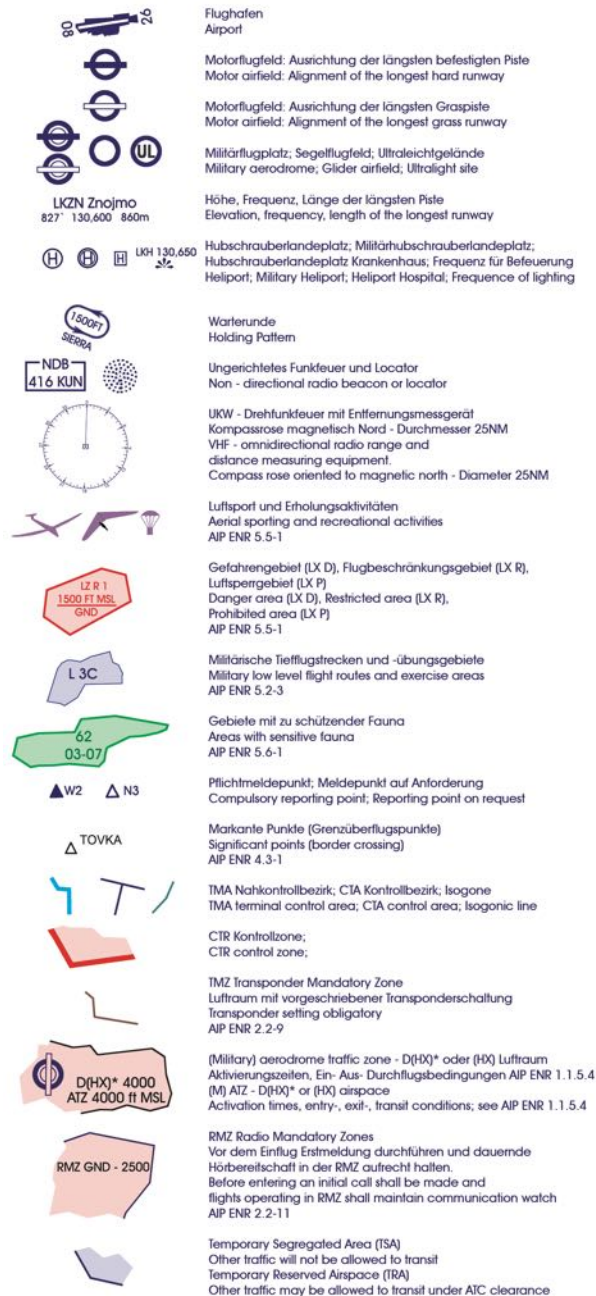 08 26
Flughafen
Airport
Motorflugfeld: Ausrichtung der längsten befestigten Piste
Motor airfield: Alignment of the longest hard runway
Motorflugfeld: Ausrichtung der längsten Graspiste
Motor airfield: Alignment of the longest grass runway
UL
Militärflugplatz; Segelflugfeld; Ultraleichtgelände
Military aerodrome; Glider airfield; Ultralight site
LKZN Znojmo
827` 130,600 860m
Höhe, Frequenz, Länge der längsten Piste
Elevation, frequency, length of the longest runway
H H H LKH 130,650
Hubschrauberlandeplatz; Militärhubschrauberlandeplatz;
Hubschrauberlandeplatz Krankenhaus; Frequenz für Befeuerung
Heliport; Military Heliport; Heliport Hospital; Frequence of lighting
1500FT
SIERRA
Warterunde
Holding Pattern
NDB
416 KUN
Ungerichtetes Funkfeuer und Locator
Non - directional radio beacon or locator
UKW - Drehfunkfeuer mit Entfernungsmessgerät
Kompassrose magnetisch Nord - Durchmesser 25NM
VHF - omnidirectional radio range and
distance measuring equipment.
Compass rose oriented to magnetic north - Diameter 25NM
Luftsport und Erholungsaktivitäten
Aerial sporting and recreational activities
AIP ENR 5.5-1
LZ R 1
1500 FT MSL
GND
Gefahrengebiet (LX D), Flugbeschränkungsgebiet (LX R),
Luftsperrgebiet (LX P)
Danger area (LX D), Restricted area (LX R),
Prohibited area (LX P)
AIP ENR 5.5-1
L 3C
Militärische Tiefflugstrecken und -übungsgebiete
Military low level flight routes and exercise areas
AIP ENR 5.2-3
62
03-07
Gebiete mit zu schützender Fauna
Areas with sensitive fauna
AIP ENR 5.6-1
W2 N3
Pflichtmeldepunkt; Meldepunkt auf Anforderung
Compulsory reporting point; Reporting point on request
TOVKA
Markante Punkte (Grenzüberflugspunkte)
Significant points (border crossing)
AIP ENR 4.3-1
TMA Nahkontrollbezirk; CTA Kontrollbezirk; Isogone
TMA terminal control area; CTA control area; Isogonic line
CTR Kontrollzone;
CTR control zone;
TMZ Transponder Mandatory Zone
Luftraum mit vorgeschriebener Transponderschaltung
Transponder setting obligatory
AIP ENR 2.2-9
D(HX)* 4000
ATZ 4000 ft MSL
(Military) aerodrome traffic zone - D(HX)* oder (HX) Luftraum
Aktivierungszeiten, Ein- Aus- Durchflugsbedingungen AIP ENR 1.1.5.4
(M) ATZ - D(HX)* or (HX) airspace
Activation times, entry-, exit-, transit conditions; see AIP ENR 1.1.5.4
RMZ GND - 2500
RMZ Radio Mandatory Zones
Vor dem Einflug Erstmeldung durchführen und dauernde
Hörbereitschaft in der RMZ aufrecht halten.
Before entering an initial call shall be made and
flights operating in RMZ shall maintain communication watch
AIP ENR 2.2-11
Temporary Segregated Area (TSA)
Other traffic will not be allowed to transit
Temporary Reserved Airspace (TRA)
Other traffic may be allowed to transit under ATC clearance